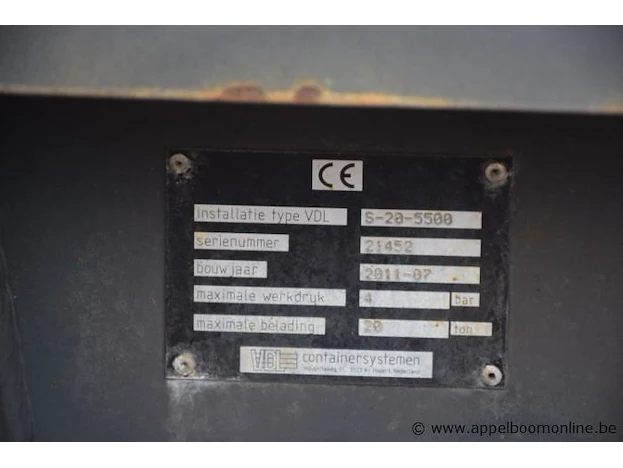 CE
installatie type VDL S-20-5500
serienummer 21452
bouwjaar 2011-07
maximale werkdruk 4 bar
maximale belading 20 ton
VDL containersystemen
Nederland
© www.appelboomonline.be